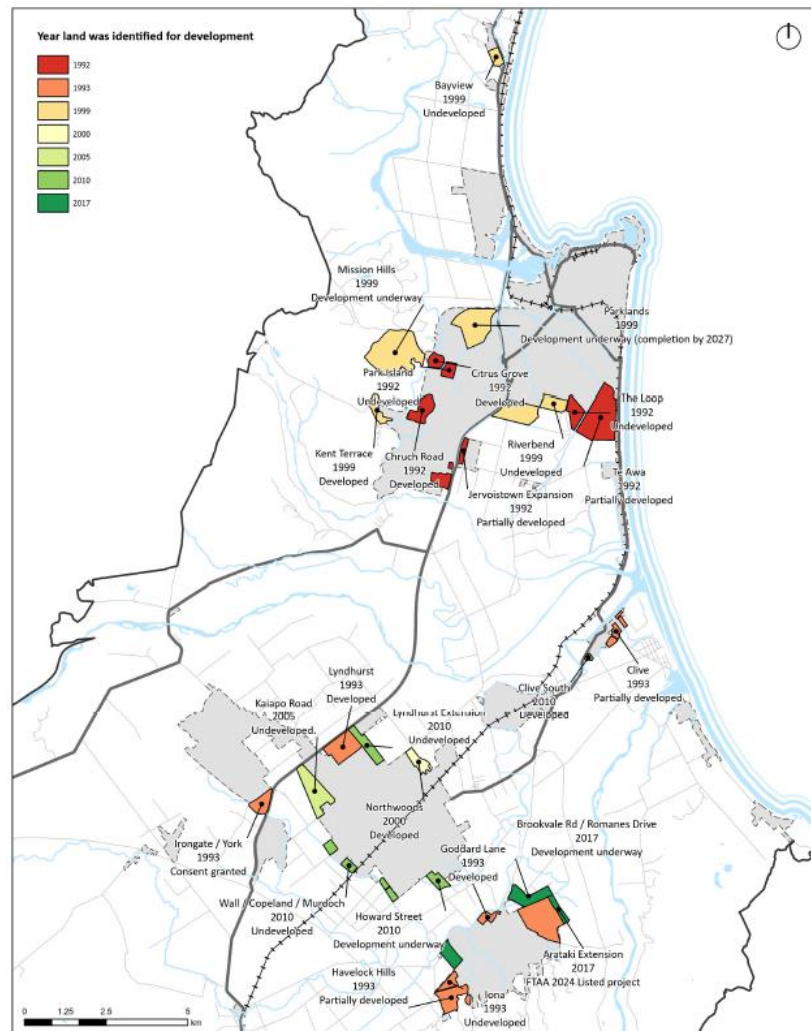 Year land was identified for development
1992
1993
1999
2000
2005
2010
2017
Bayview
1999
Undeveloped
Mission Hills
1999
Development underway
Parklands
1999
Development underway (completion by 2027)
Park Island
1992
Undeveloped
Citrus Grove
1992
Developed
The Loop
1992
Undeveloped
Kent Terrace
1999
Developed
Chruch Road
1992
Developed
Riverbend
1999
Undeveloped
Te Awa
1992
Partially developed
Jervoistown Expansion
1992
Partially developed
Clive
1993
Partially developed
Clive South
2010
Developed
Lyndhurst
1993
Developed
Kaiapo Road
2005
Undeveloped
Lyndhurst Extension
2010
Undeveloped
Northwoods
2000
Developed
Irongate / York
1993
Consent granted
Goddard Lane
1993
Developed
Brookvale Rd / Romanes Drive
2017
Development underway
Wall / Copeland / Murdoch
2010
Undeveloped
Howard Street
2010
Development underway
Arataki Extension
2017
FTAA 2024 Listed project
Havelock Hills
1993
Partially developed
Iona
1993
Undeveloped
0 1.25 2.5 5
km